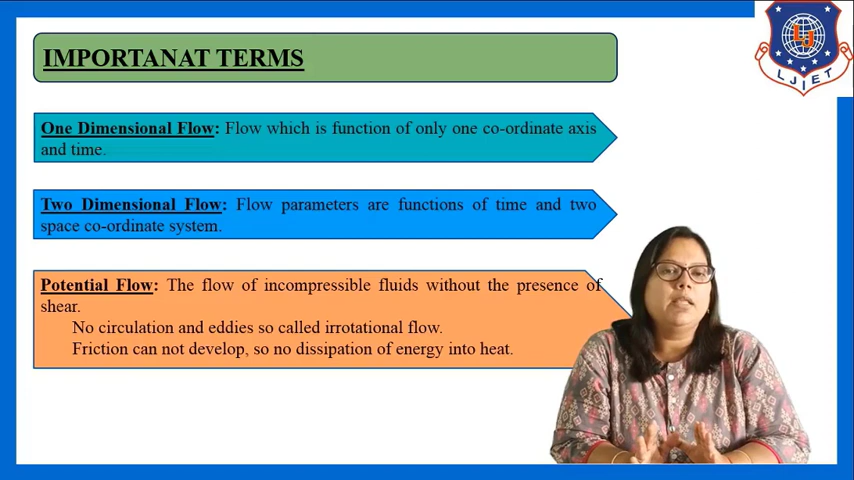 IMPORTANAT TERMS
LJIET
One Dimensional Flow: Flow which is function of only one co-ordinate axis
and time.
Two Dimensional Flow: Flow parameters are functions of time and two
space co-ordinate system.
Potential Flow: The flow of incompressible fluids without the presence of
shear.
No circulation and eddies so called irrotational flow.
Friction can not develop, so no dissipation of energy into heat.